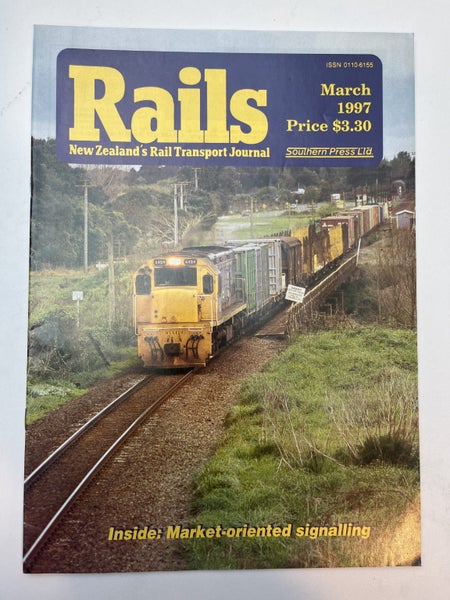 ISSN 0110-6155
Rails
March
1997
Price $3.30
New Zealand's Rail Transport Journal
Southern Press Ltd.
Inside: Market-oriented signalling